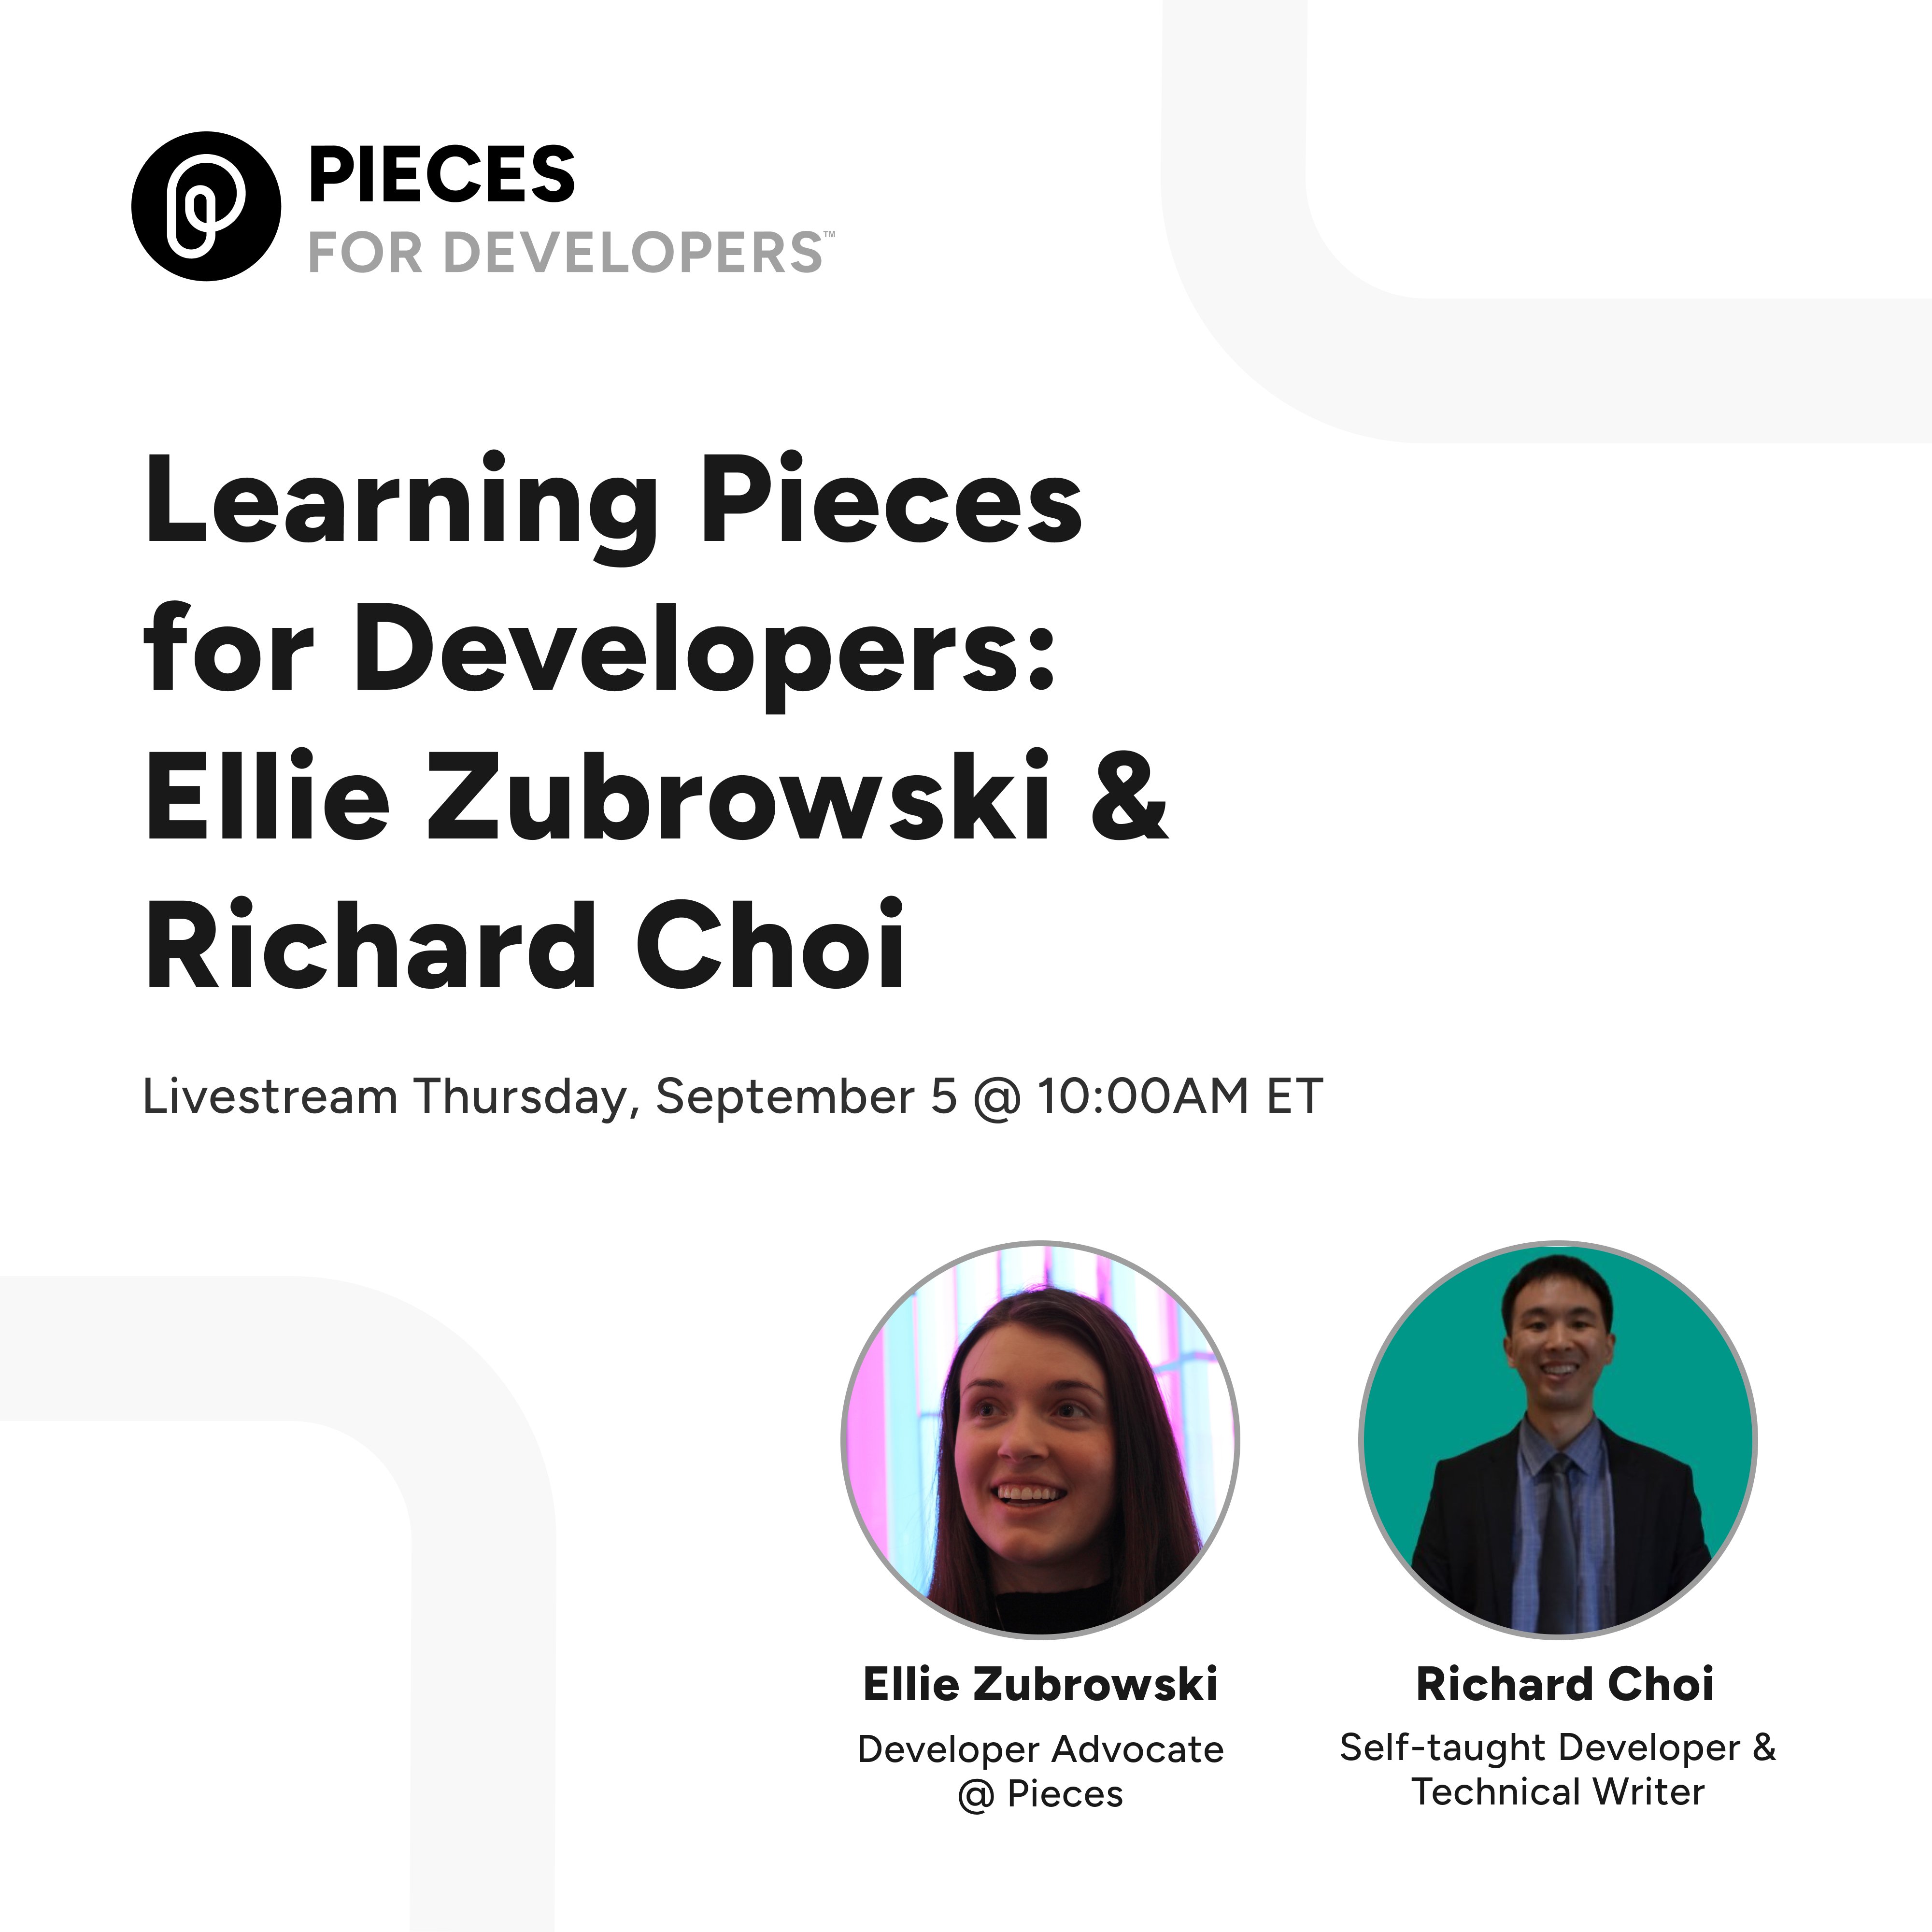 PIECES
FOR DEVELOPERS™
Learning Pieces
for Developers:
Ellie Zubrowski &
Richard Choi
Livestream Thursday, September 5 @ 10:00AM ET
Ellie Zubrowski
Developer Advocate
@ Pieces
Richard Choi
Self-taught Developer &
Technical Writer